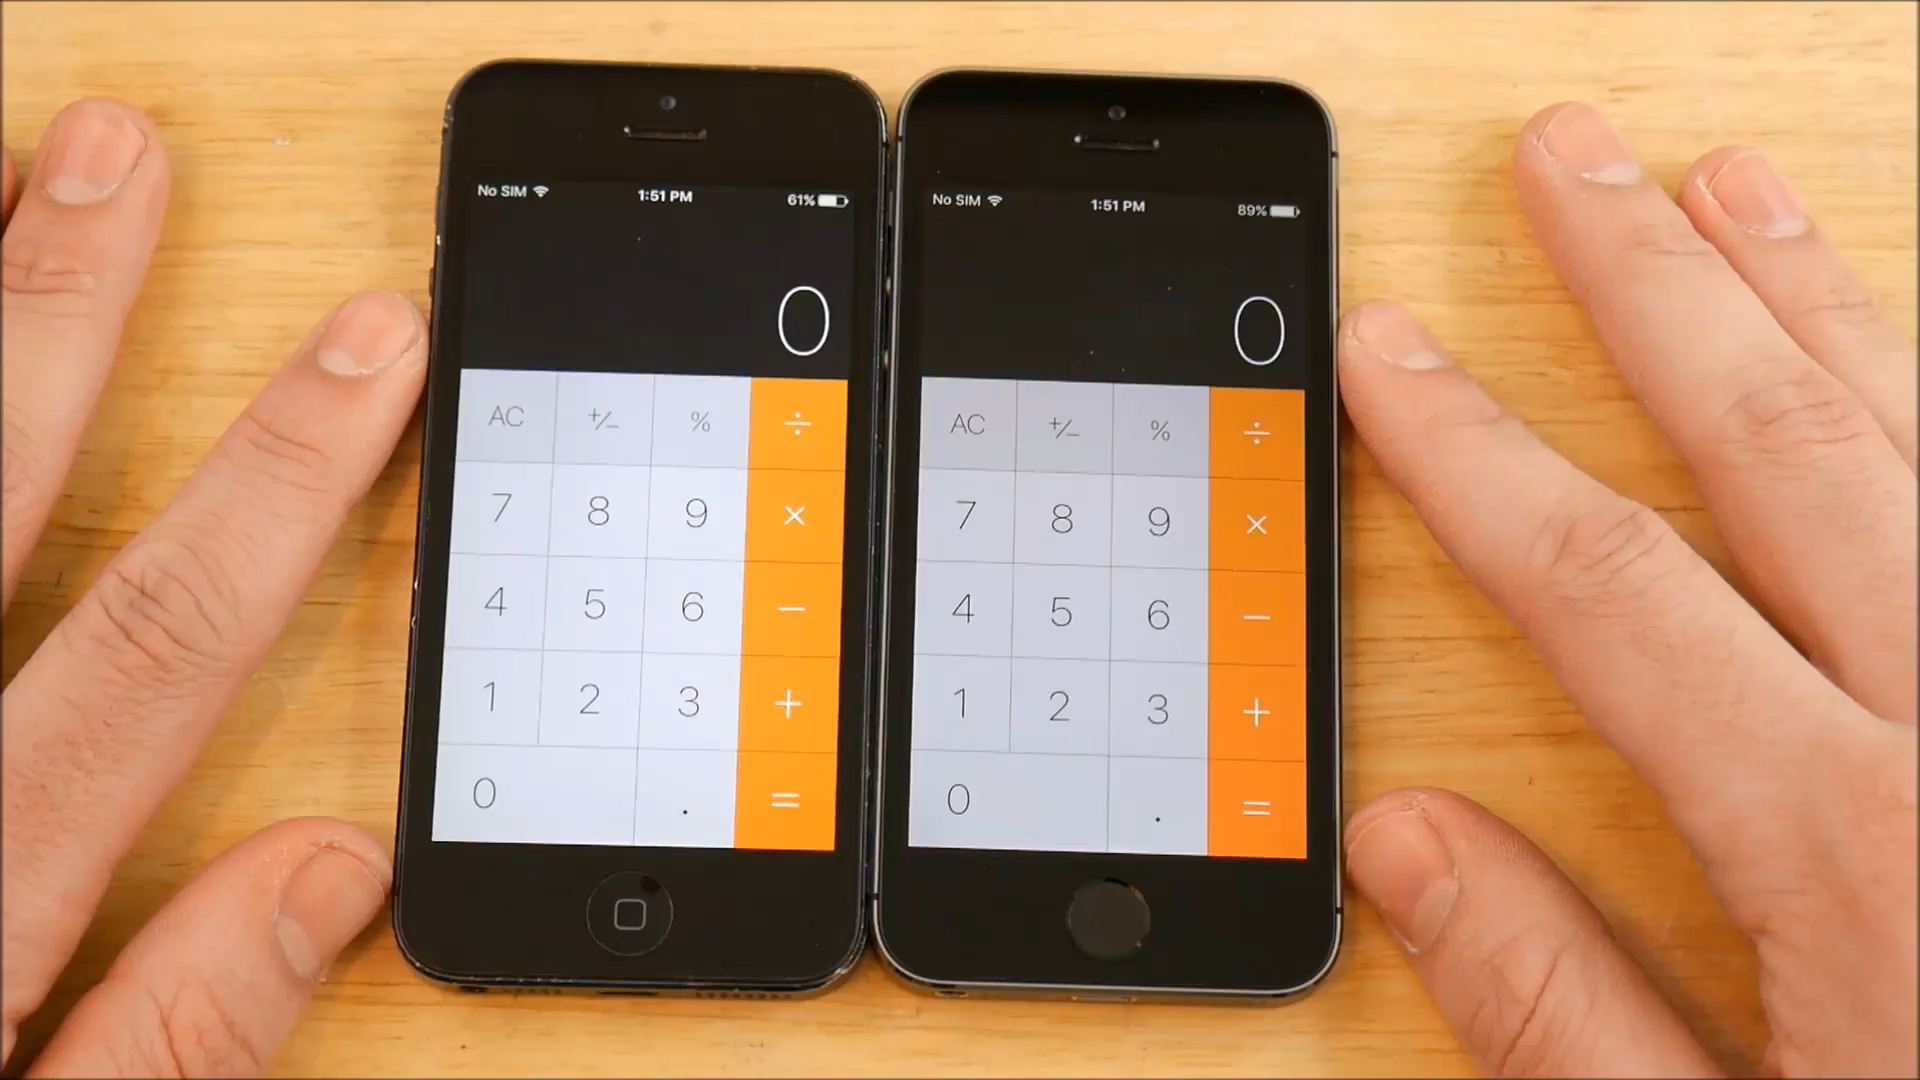 No SIM 1:51 PM 61%
0
AC +/- % ÷
7 8 9 ×
4 5 6 −
1 2 3 +
0 . =
No SIM 1:51 PM 89%
0
AC +/- % ÷
7 8 9 ×
4 5 6 −
1 2 3 +
0 . =